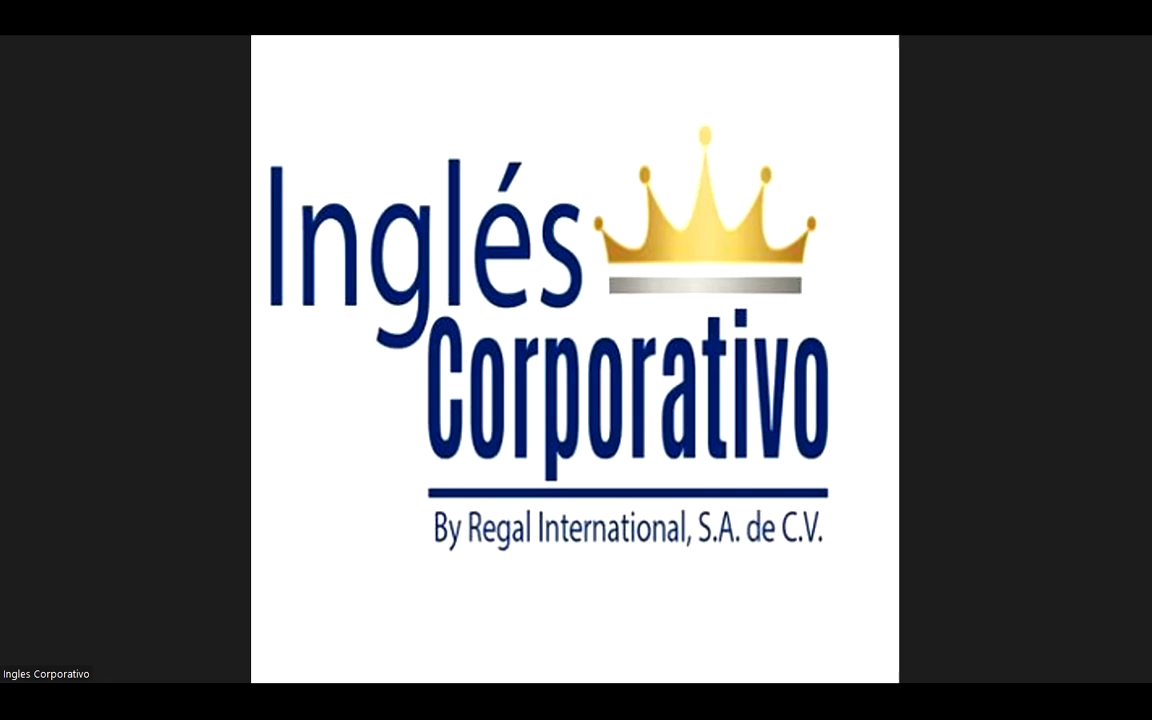 Inglés
Corporativo
By Regal International, S.A. de C.V.
Ingles Corporativo